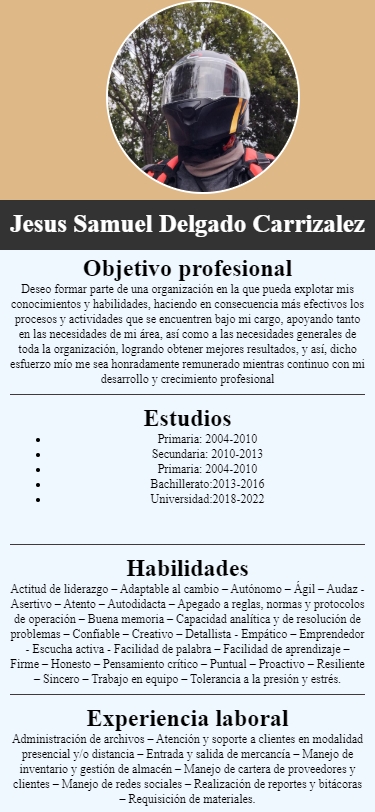 Jesus Samuel Delgado Carrizalez
Objetivo profesional
Deseo formar parte de una organización en la que pueda explotar mis
conocimientos y habilidades, haciendo en consecuencia más efectivos los
procesos y actividades que se encuentren bajo mi cargo, apoyando tanto
en las necesidades de mi área, así como a las necesidades generales de
toda la organización, logrando obtener mejores resultados, y así, dicho
esfuerzo mío me sea honradamente remunerado mientras continuo con mi
desarrollo y crecimiento profesional
Estudios
• Primaria: 2004-2010
• Secundaria: 2010-2013
• Primaria: 2004-2010
• Bachillerato:2013-2016
• Universidad:2018-2022
Habilidades
Actitud de liderazgo – Adaptable al cambio – Autónomo – Ágil – Audaz -
Asertivo – Atento – Autodidacta – Apegado a reglas, normas y protocolos
de operación – Buena memoria – Capacidad analítica y de resolución de
problemas – Confiable – Creativo – Detallista - Empático – Emprendedor
- Escucha activa - Facilidad de palabra – Facilidad de aprendizaje –
Firme – Honesto – Pensamiento crítico – Puntual – Proactivo – Resiliente
– Sincero – Trabajo en equipo – Tolerancia a la presión y estrés.
Experiencia laboral
Administración de archivos – Atención y soporte a clientes en modalidad
presencial y/o distancia – Entrada y salida de mercancía – Manejo de
inventario y gestión de almacén – Manejo de cartera de proveedores y
clientes – Manejo de redes sociales – Realización de reportes y bitácoras
– Requisición de materiales.